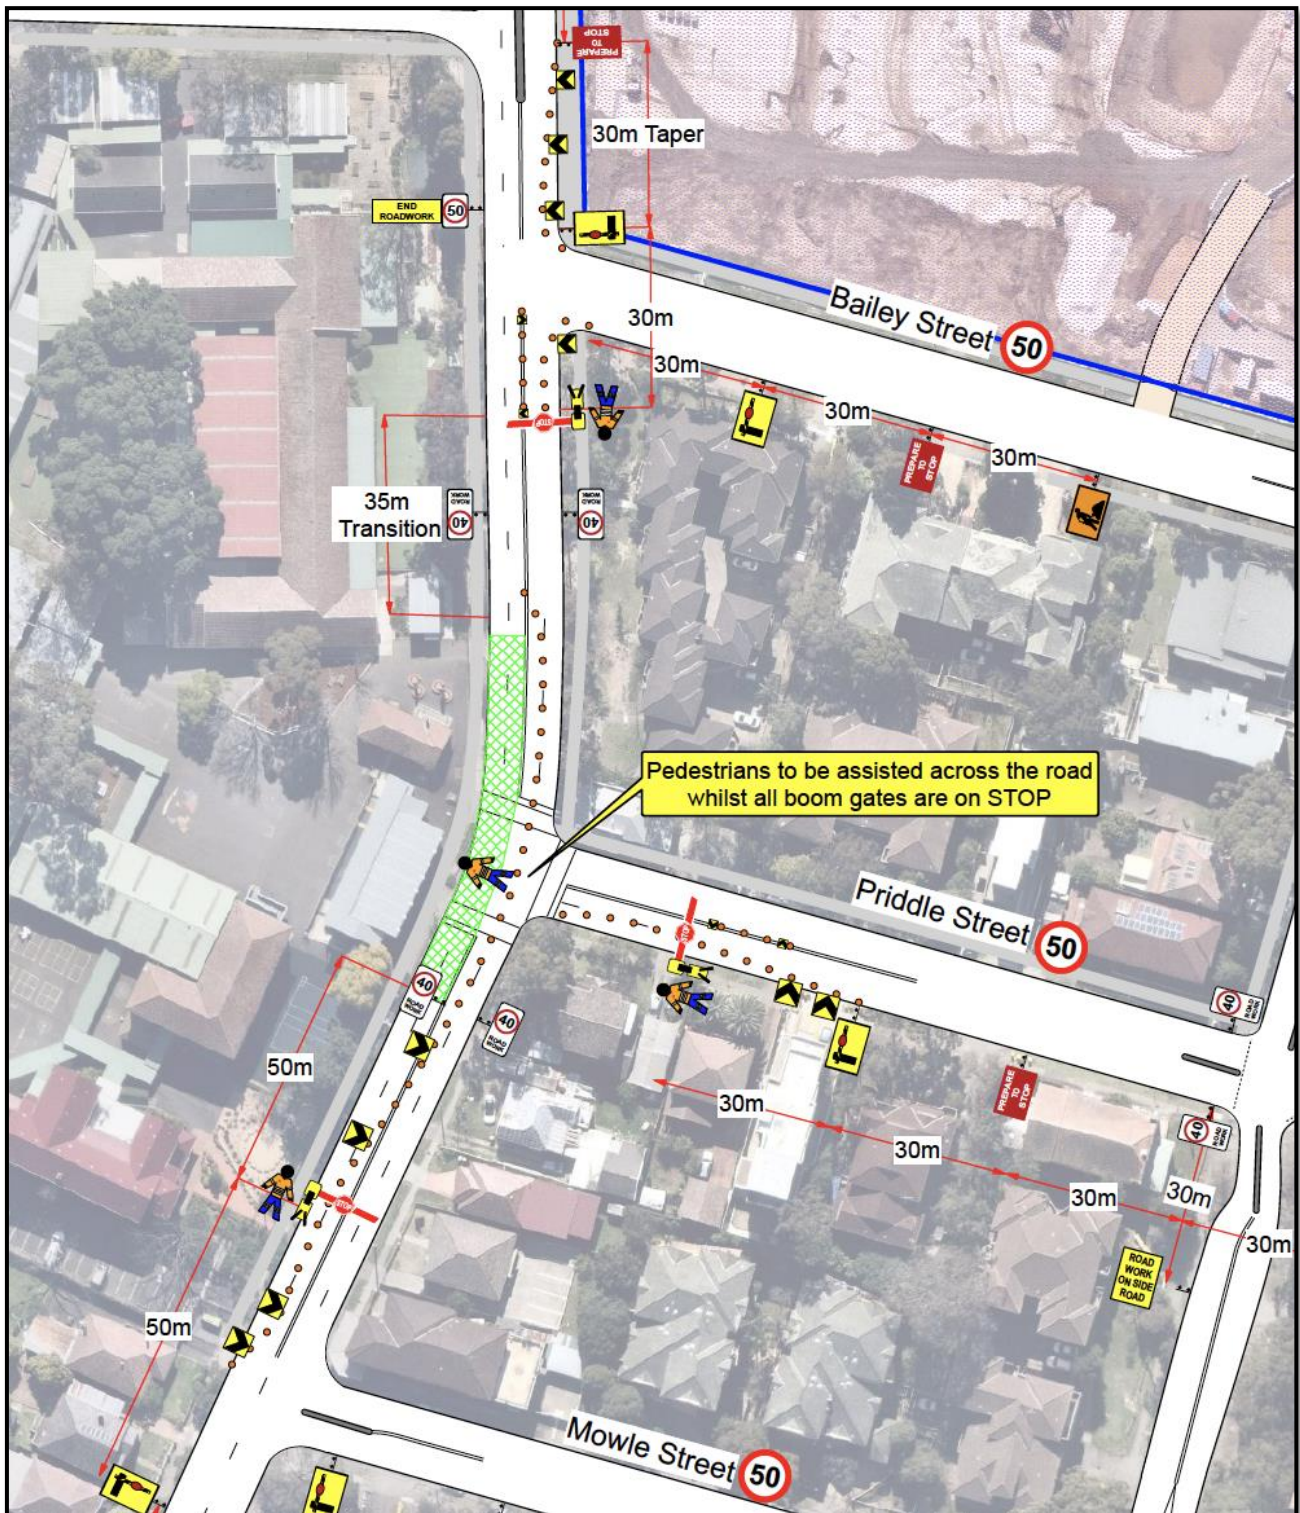 PREPARE
TO
STOP
30m Taper
END
ROADWORK
50
Bailey Street
50
30m
30m
30m
30m
STOP
PREPARE
TO
STOP
35m
Transition
ROAD
WORK
40
ROAD
WORK
40
Pedestrians to be assisted across the road
whilst all boom gates are on STOP
Priddle Street
50
STOP
40
ROAD
WORK
40
ROAD
WORK
40
ROAD
WORK
50m
30m
30m
30m
30m
30m
PREPARE
TO
STOP
40
ROAD
WORK
STOP
ROAD
WORK
ON SIDE
ROAD
50m
Mowle Street
50